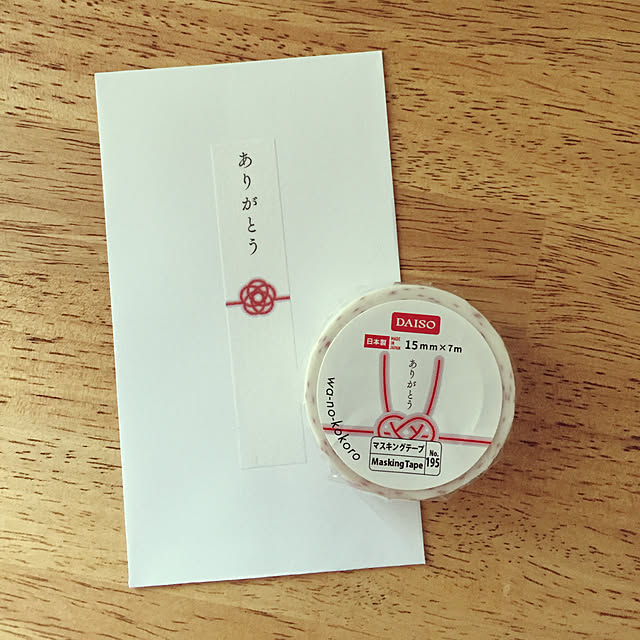 ありがとう
DAISO
日本製 MADE IN JAPAN 15mm×7m
ありがとう
wa-no-kokoro
マスキングテープ
Masking Tape
No. 195